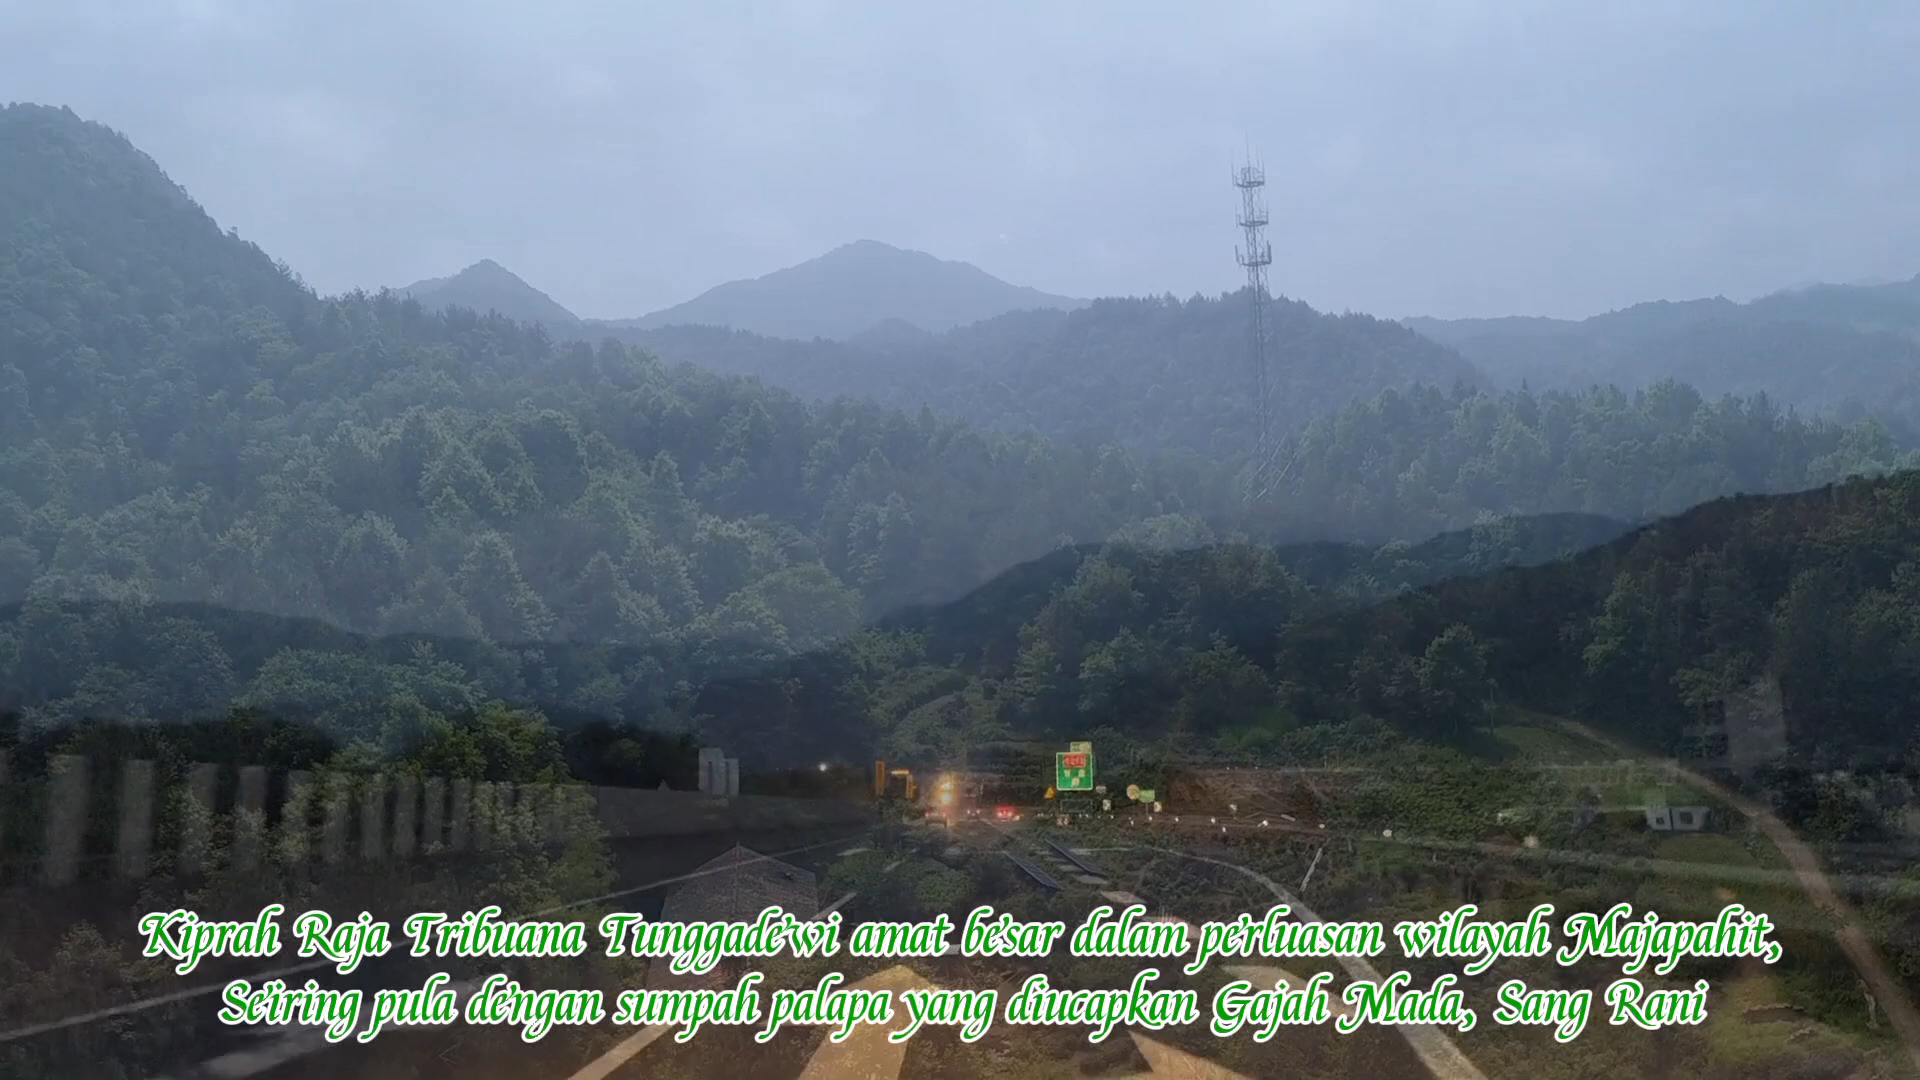 Kiprah Raja Tribuana Tunggadewi amat besar dalam perluasan wilayah Majapahit,
Seiring pula dengan sumpah palapa yang diucapkan Gajah Mada, Sang Rani